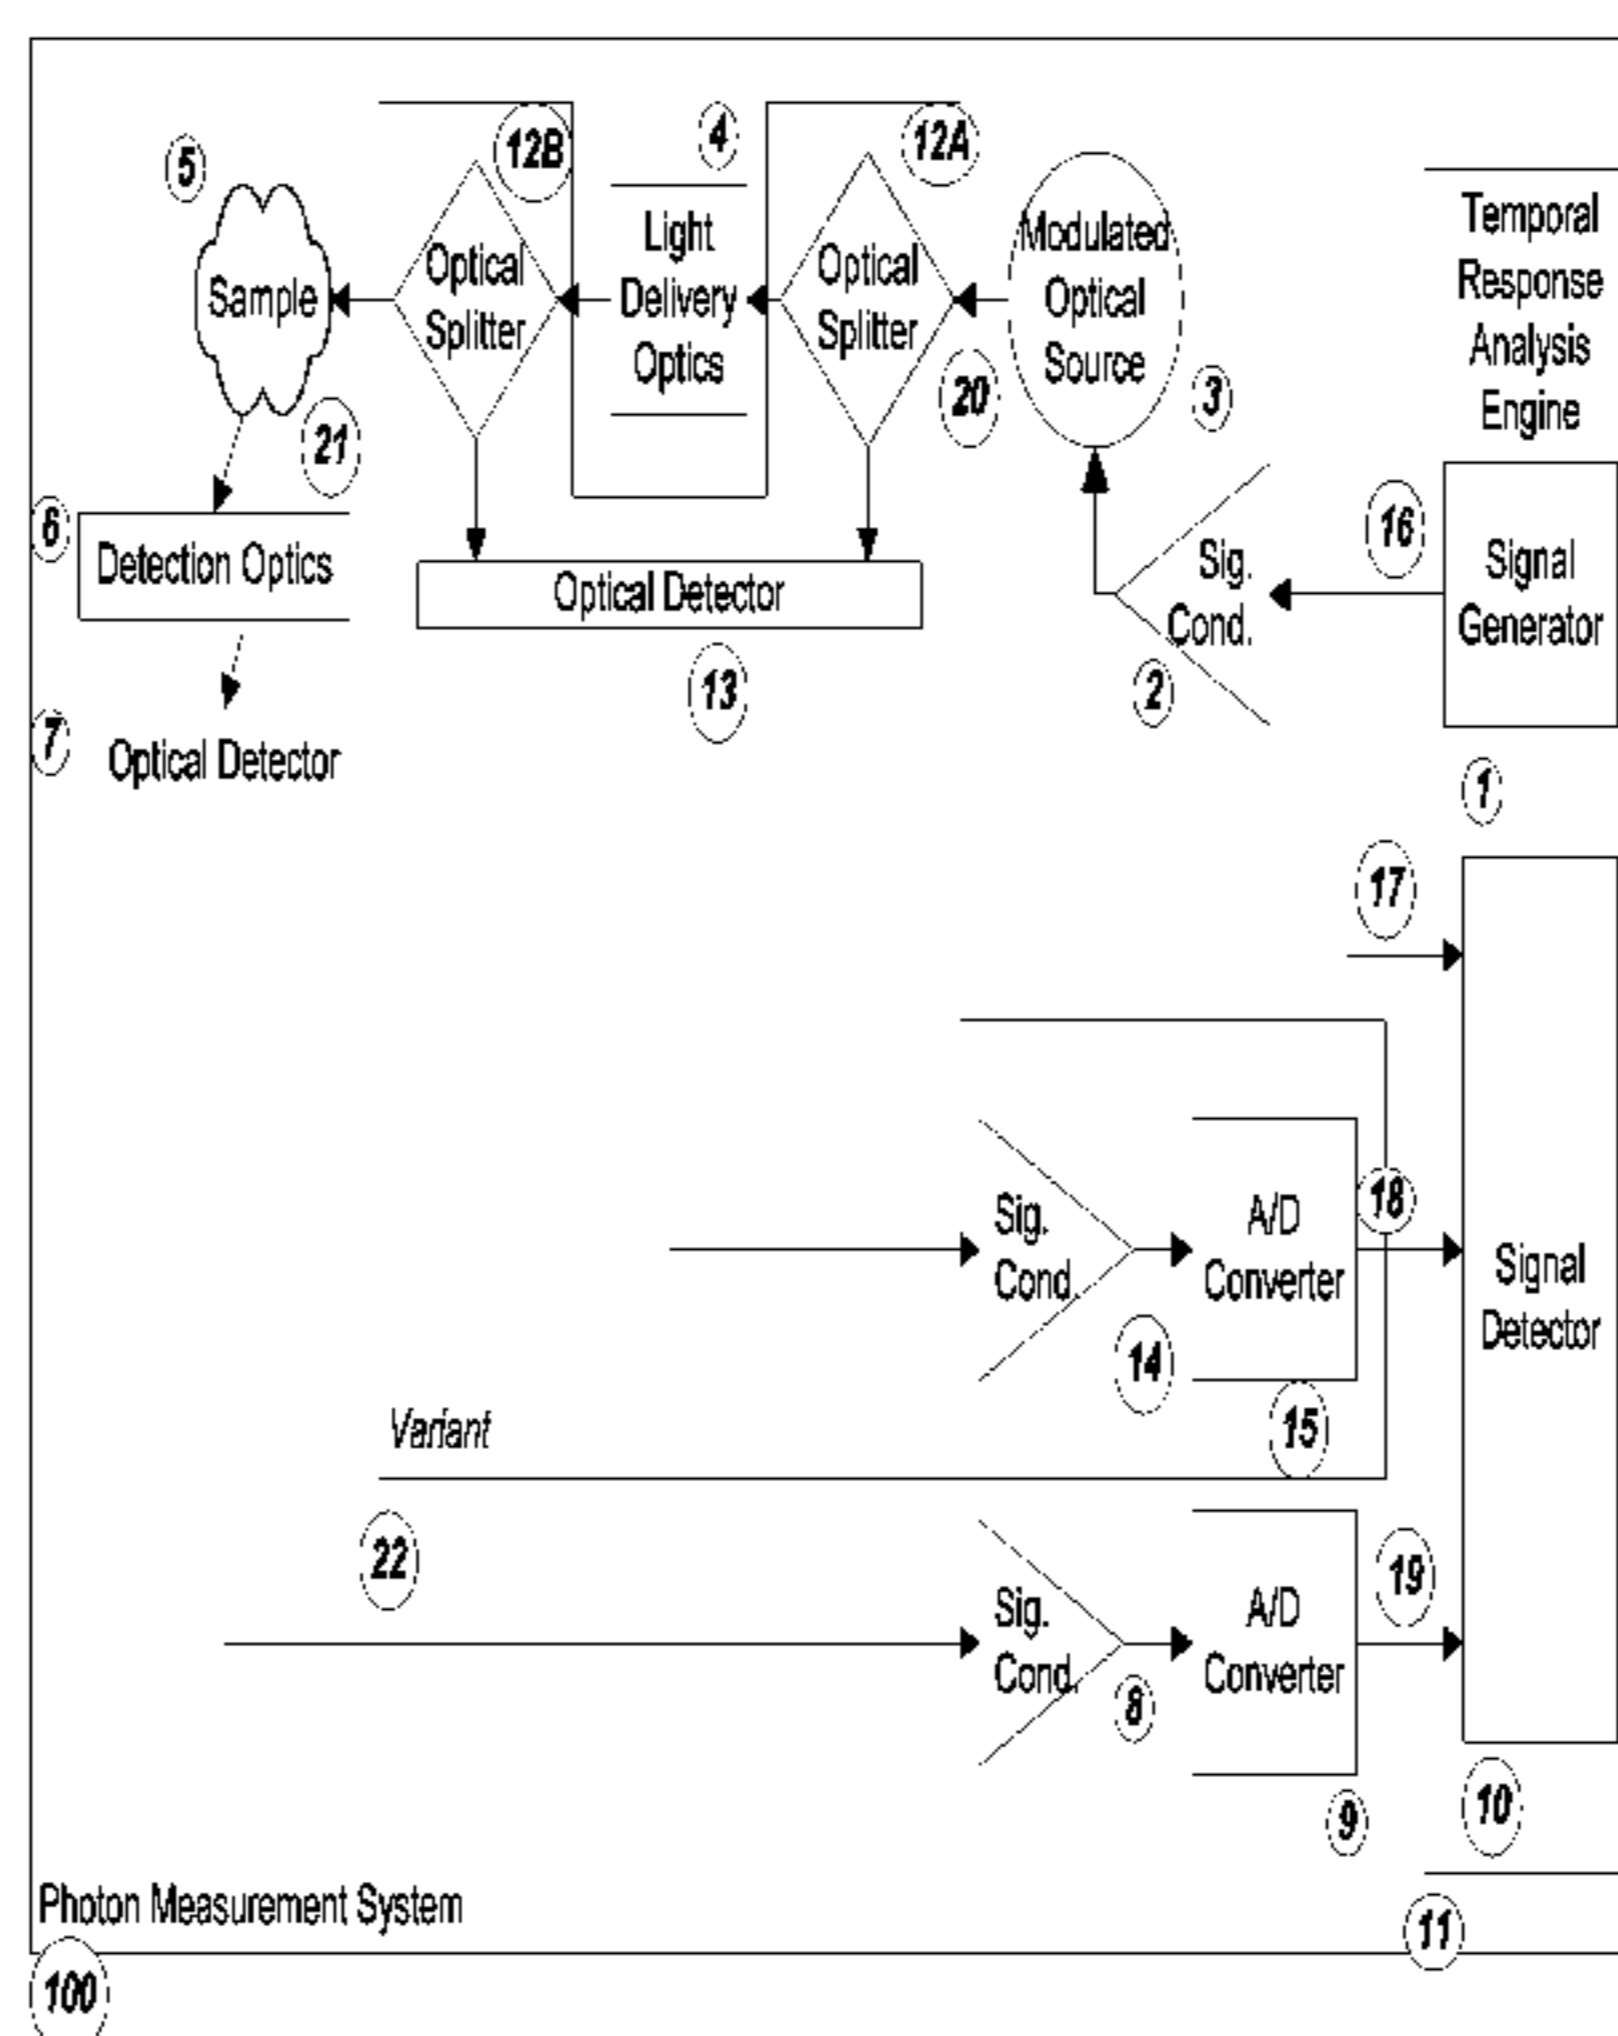 12B
4
12A
5
Light
Delivery
Optics
Optical
Splitter
Optical
Splitter
Modulated
Optical
Source
Sample
Temporal
Response
Analysis
Engine
20
3
21
6
Detection Optics
Optical Detector
13
Sig.
Cond.
2
16
Signal
Generator
7
Optical Detector
1
17
18
Sig.
Cond.
A/D
Converter
Signal
Detector
14
15
Variant
22
19
Sig.
Cond.
A/D
Converter
8
9
10
Photon Measurement System
11
100